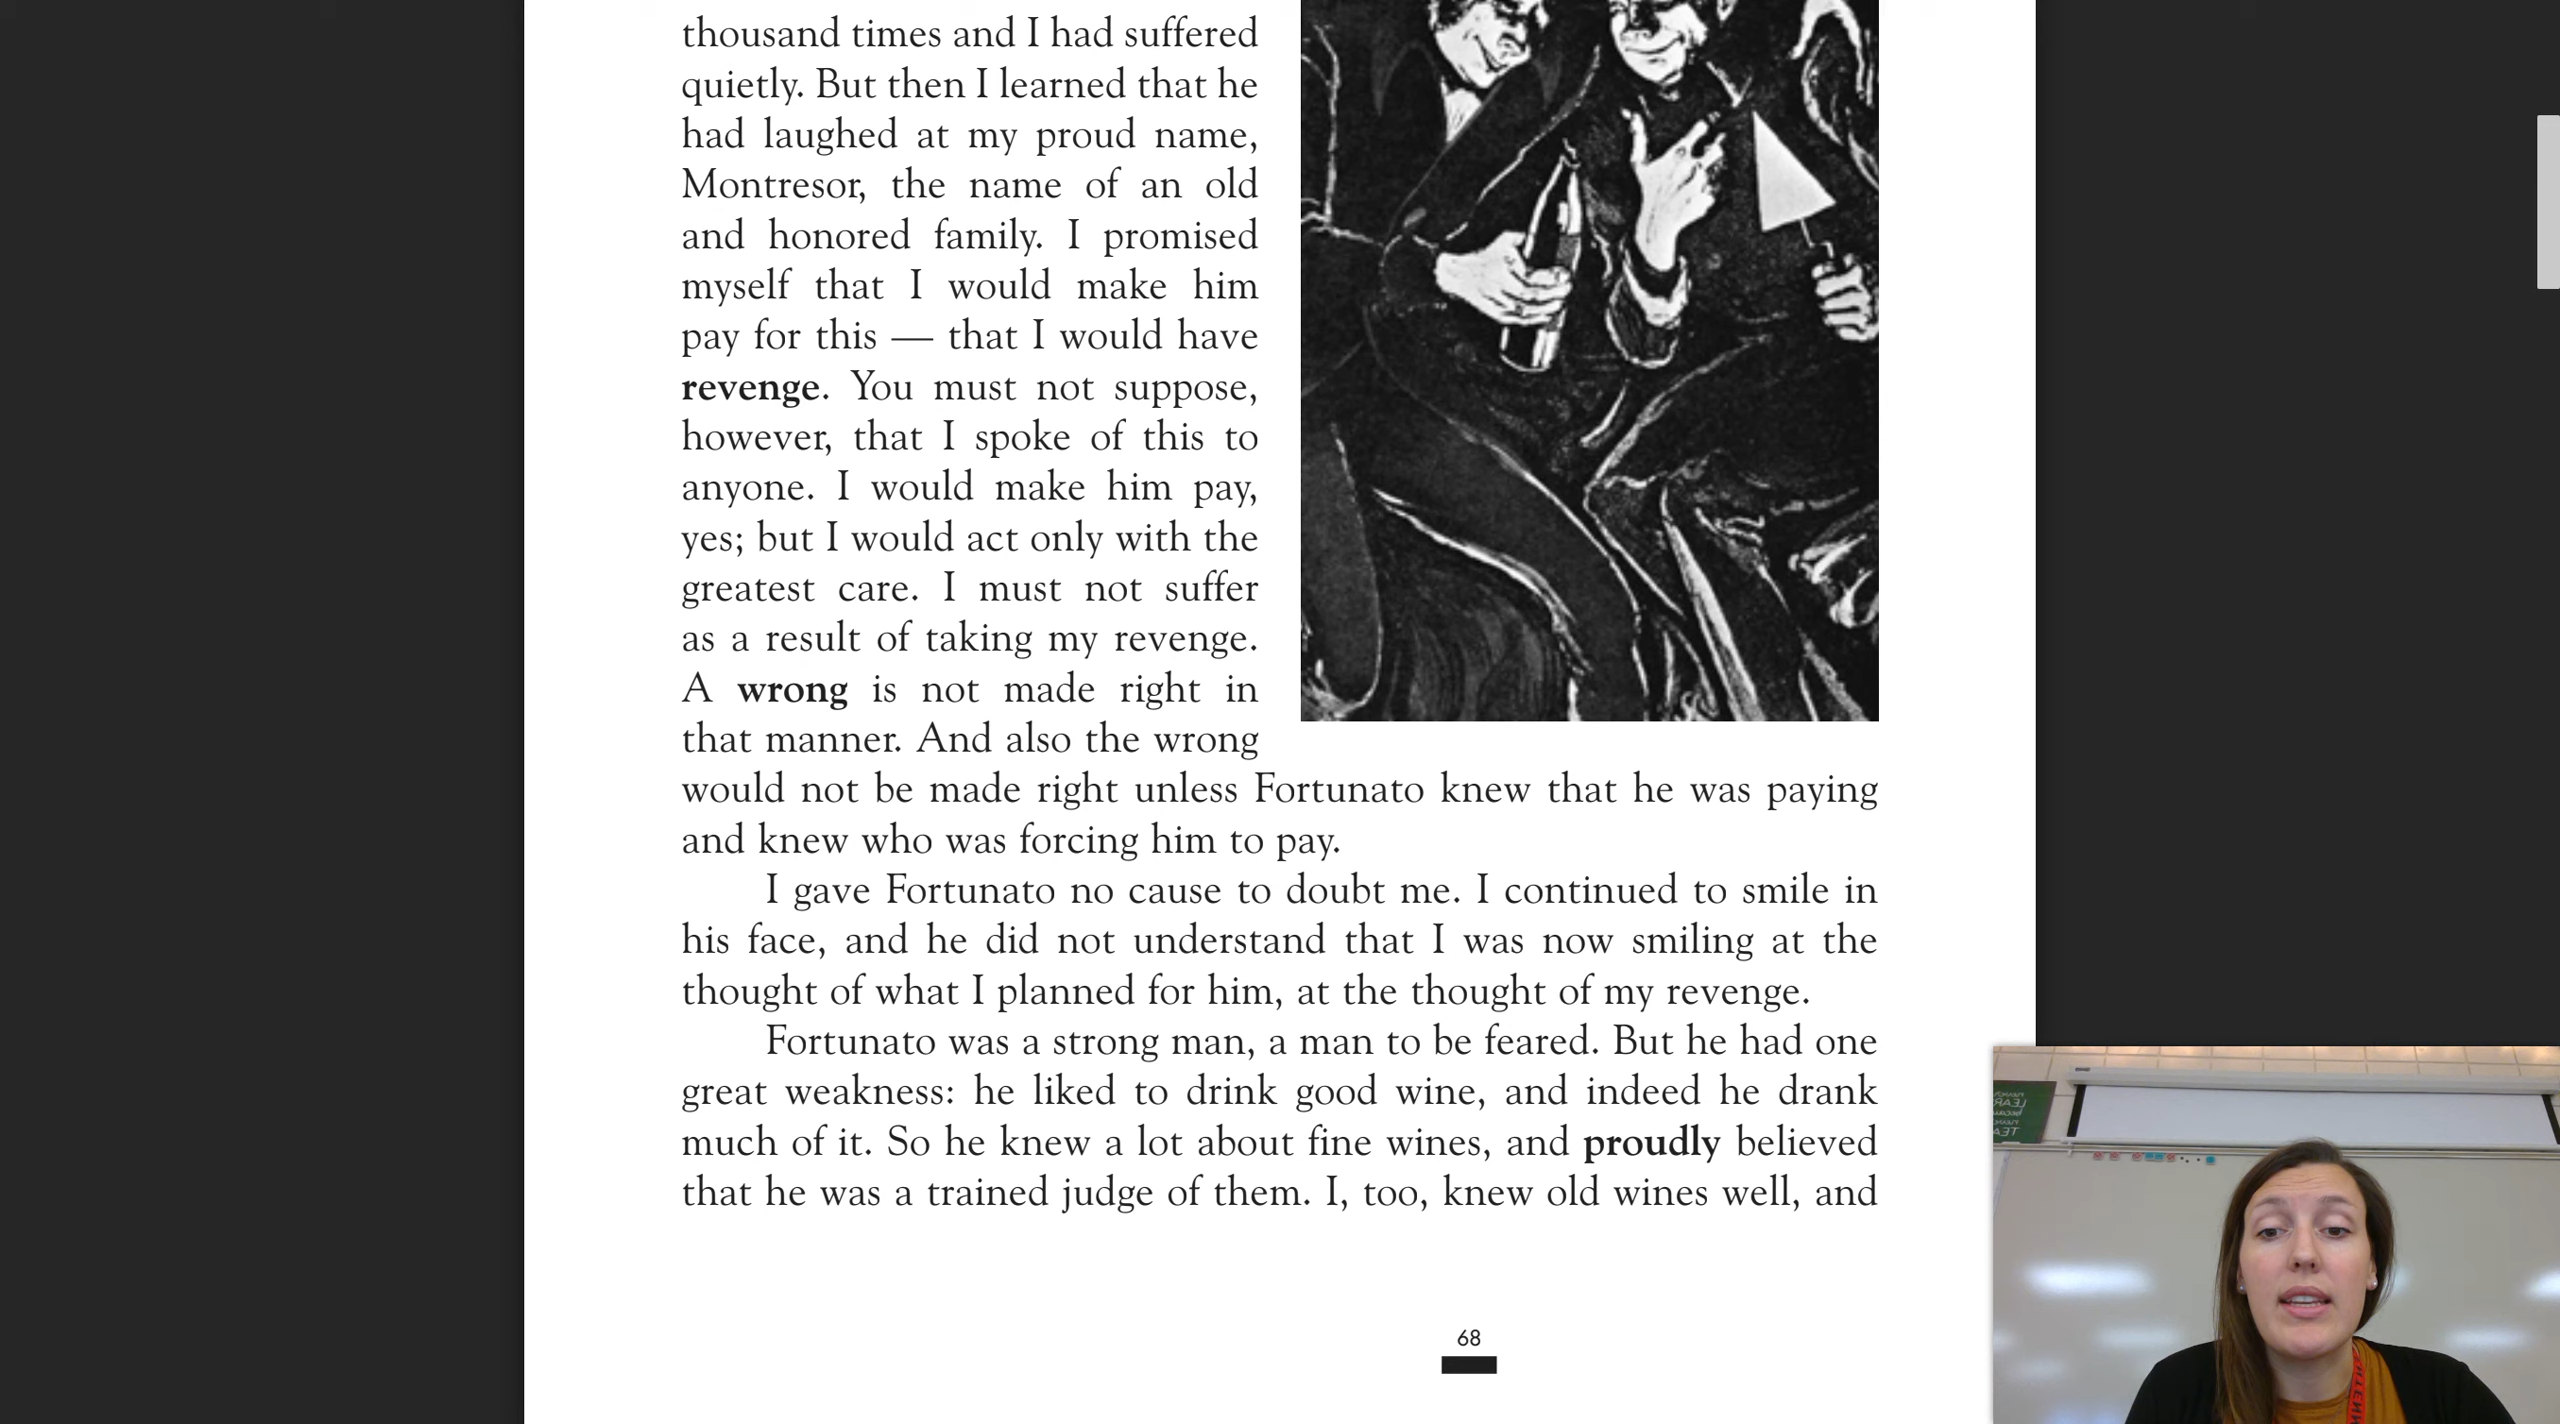 thousand times and I had suffered
quietly. But then I learned that he
had laughed at my proud name,
Montresor, the name of an old
and honored family. I promised
myself that I would make him
pay for this — that I would have
revenge. You must not suppose,
however, that I spoke of this to
anyone. I would make him pay,
yes; but I would act only with the
greatest care. I must not suffer
as a result of taking my revenge.
A wrong is not made right in
that manner. And also the wrong
would not be made right unless Fortunato knew that he was paying
and knew who was forcing him to pay.
I gave Fortunato no cause to doubt me. I continued to smile in
his face, and he did not understand that I was now smiling at the
thought of what I planned for him, at the thought of my revenge.
Fortunato was a strong man, a man to be feared. But he had one
great weakness: he liked to drink good wine, and indeed he drank
much of it. So he knew a lot about fine wines, and proudly believed
that he was a trained judge of them. I, too, knew old wines well, and
68